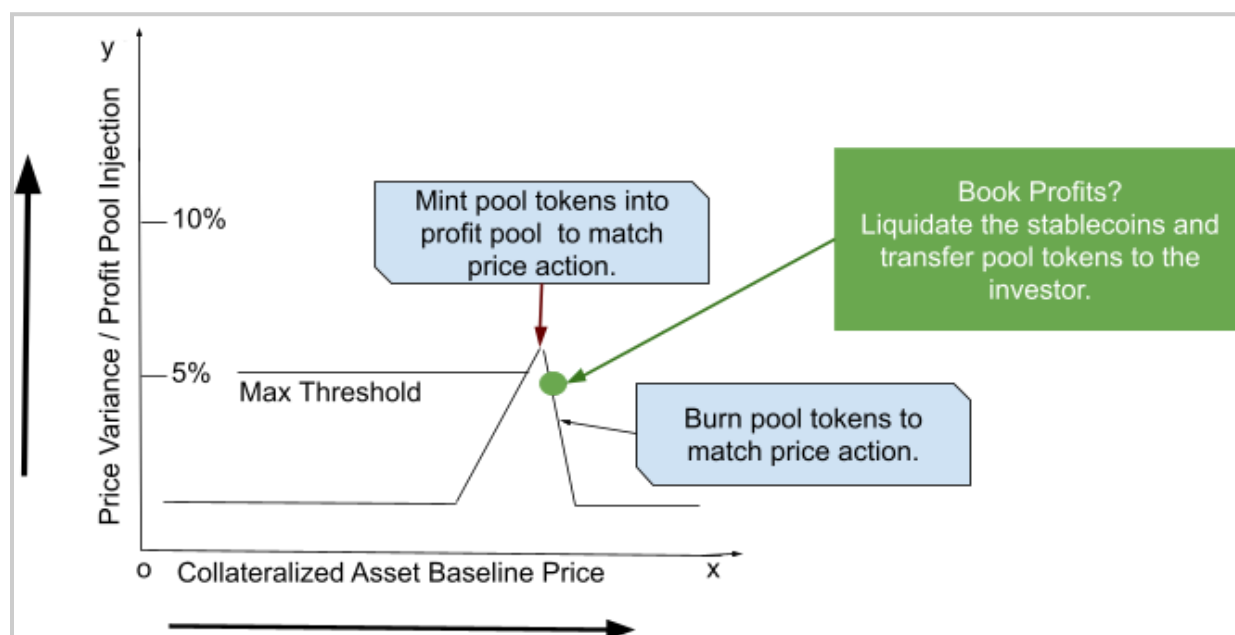 y
Price Variance / Profit Pool Injection
10%
5%
Max Threshold
Mint pool tokens into
profit pool to match
price action.
Book Profits?
Liquidate the stablecoins and
transfer pool tokens to the
investor.
Burn pool tokens to
match price action.
o
Collateralized Asset Baseline Price
x